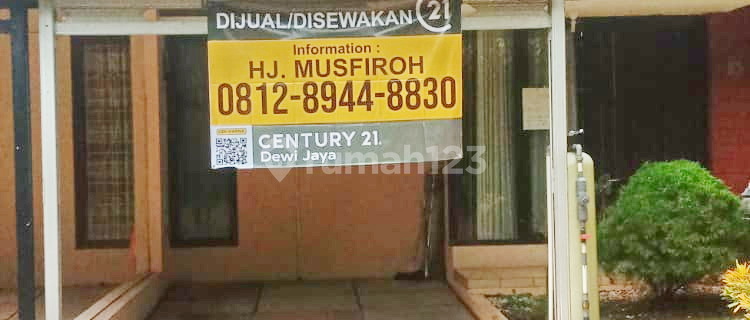 DIJUAL/DISEWAKAN 21
Information :
HJ. MUSFIROH
0812-8944-8830
CENTURY 21.
Dewi Jaya
rumah123